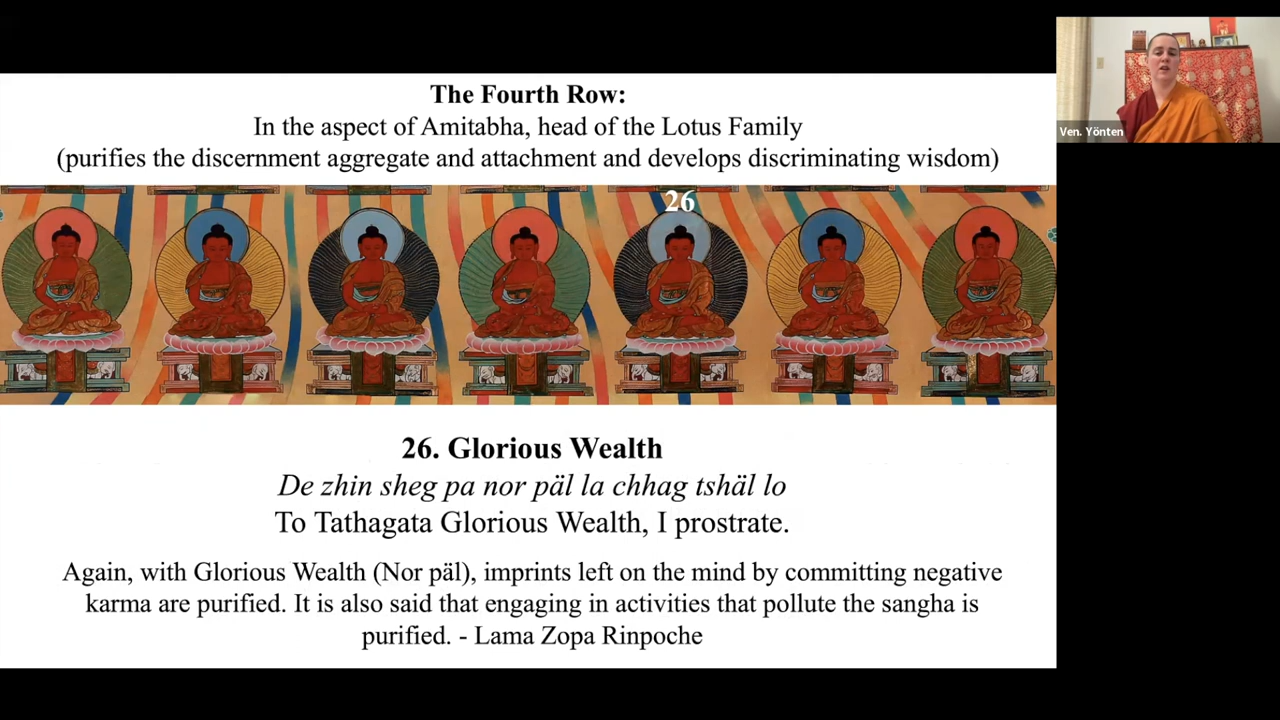 The Fourth Row:
In the aspect of Amitabha, head of the Lotus Family
(purifies the discernment aggregate and attachment and develops discriminating wisdom)
26
26. Glorious Wealth
De zhin sheg pa nor päl la chhag tshäl lo
To Tathagata Glorious Wealth, I prostrate.
Again, with Glorious Wealth (Nor päl), imprints left on the mind by committing negative
karma are purified. It is also said that engaging in activities that pollute the sangha is
purified. - Lama Zopa Rinpoche
Ven. Yönten